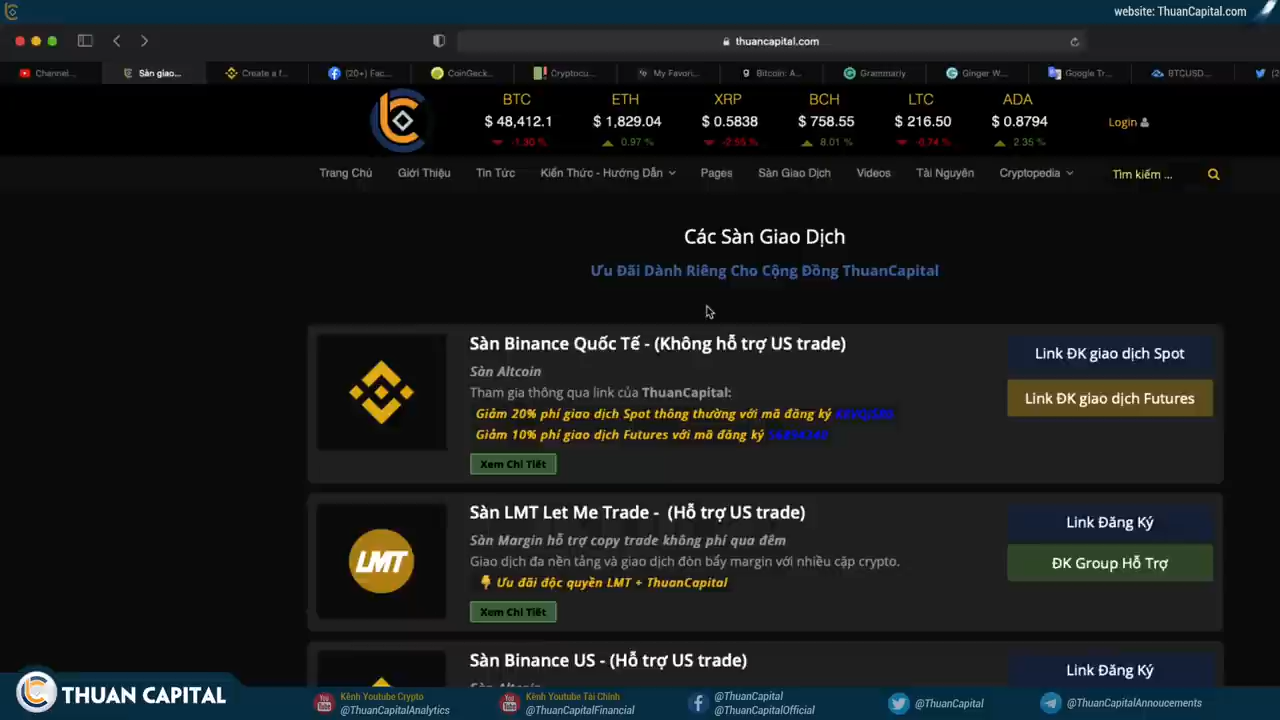 website: ThuanCapital.com
thuancapital.com
Channel...
Sàn giao...
Create a f...
(20+) Fac...
CoinGeck...
Cryptocu...
My Favori...
Bitcoin: A...
Grammarly
Ginger W...
Google Tr...
BTCUSD...
BTC
ETH
XRP
BCH
LTC
ADA
$ 48,412.1
$ 1,829.04
$ 0.5838
$ 758.55
$ 216.50
$ 0.8794
Login
-1.30 %
0.97 %
-2.55 %
8.01 %
-0.74 %
2.35 %
Trang Chủ
Giới Thiệu
Tin Tức
Kiến Thức - Hướng Dẫn
Pages
Sàn Giao Dịch
Videos
Tài Nguyên
Cryptopedia
Tìm kiếm ...
Các Sàn Giao Dịch
Ưu Đãi Dành Riêng Cho Cộng Đồng ThuanCapital
Sàn Binance Quốc Tế - (Không hỗ trợ US trade)
Sàn Altcoin
Tham gia thông qua link của ThuanCapital:
Giảm 20% phí giao dịch Spot thông thường với mã đăng ký
Giảm 10% phí giao dịch Futures với mã đăng ký
Xem Chi Tiết
Link ĐK giao dịch Spot
Link ĐK giao dịch Futures
Sàn LMT Let Me Trade - (Hỗ trợ US trade)
Sàn Margin hỗ trợ copy trade không phí qua đêm
Giao dịch đa nền tảng và giao dịch đòn bẩy margin với nhiều cặp crypto.
Ưu đãi độc quyền LMT + ThuanCapital
Xem Chi Tiết
LMT
Link Đăng Ký
ĐK Group Hỗ Trợ
Sàn Binance US - (Hỗ trợ US trade)
Link Đăng Ký
THUAN CAPITAL
Kênh Youtube Crypto
@ThuanCapitalAnalytics
Kênh Youtube Tài Chính
@ThuanCapitalFinancial
@ThuanCapital
@ThuanCapitalOfficial
@ThuanCapital
@ThuanCapitalAnnoucements